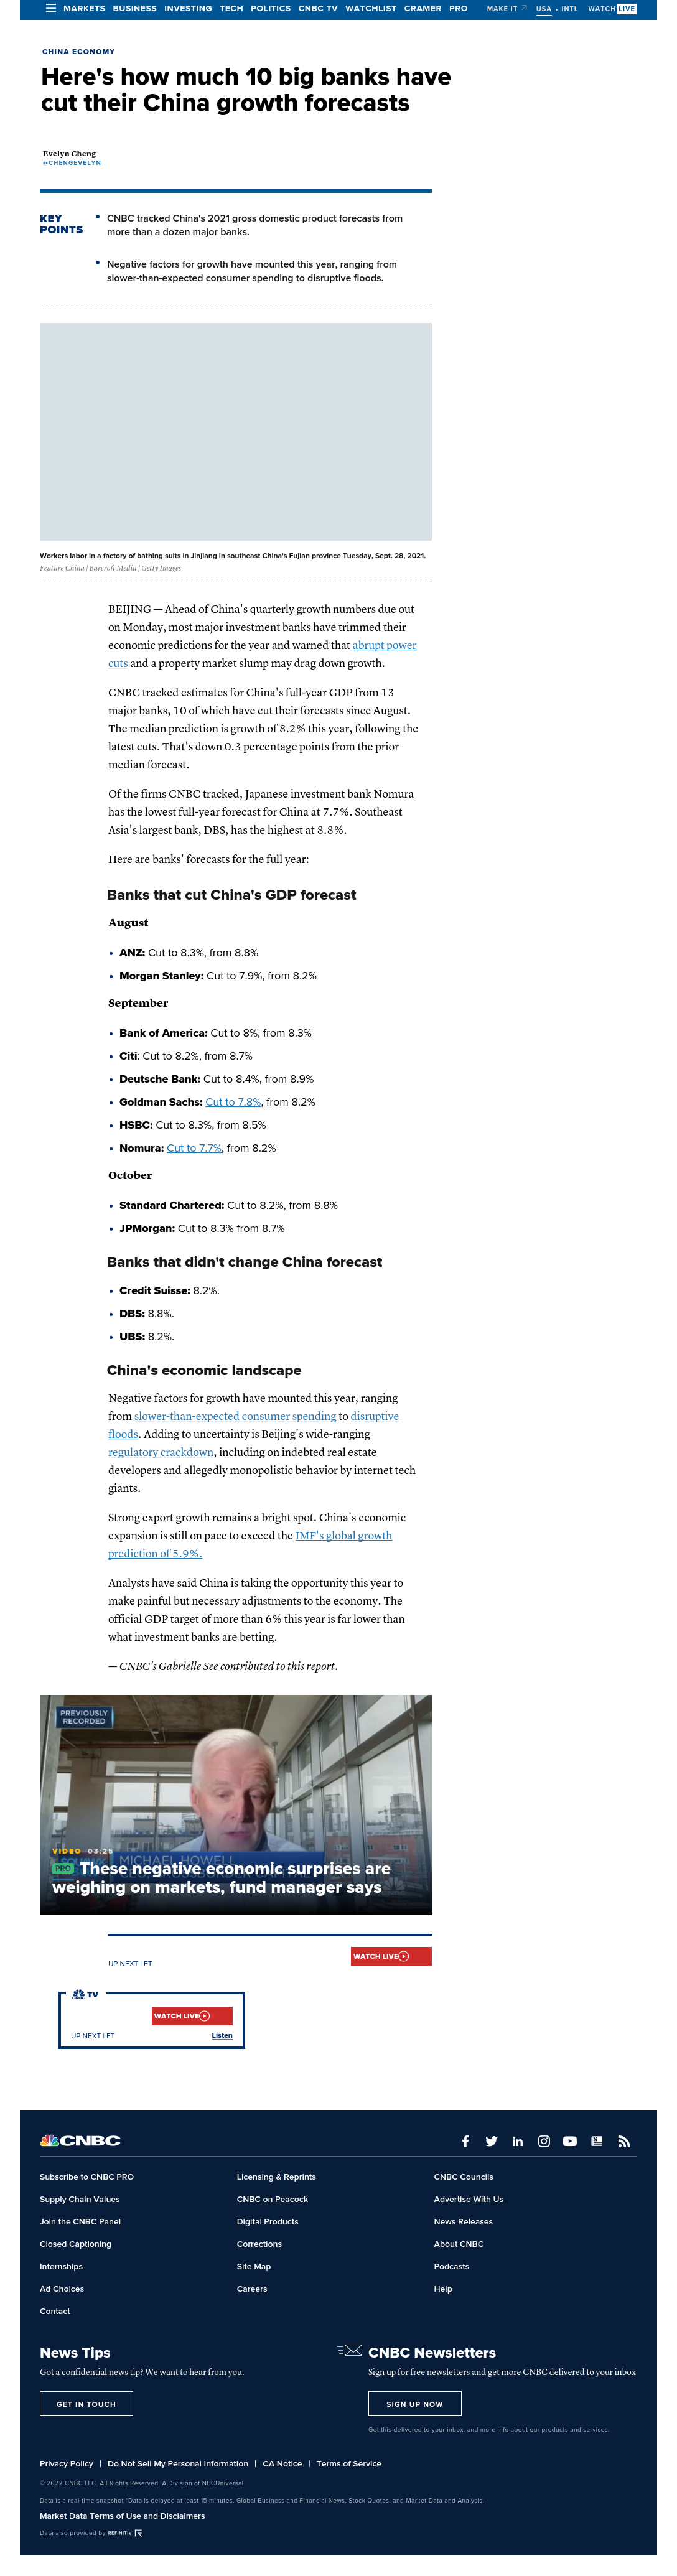 MARKETS BUSINESS INVESTING TECH POLITICS CNBC TV WATCHLIST CRAMER PRO MAKE IT USA • INTL WATCH LIVE
CHINA ECONOMY
Here's how much 10 big banks have
cut their China growth forecasts
Evelyn Cheng
@CHENGEVELYN
KEY
POINTS
• CNBC tracked China's 2021 gross domestic product forecasts from
more than a dozen major banks.
• Negative factors for growth have mounted this year, ranging from
slower-than-expected consumer spending to disruptive floods.
Workers labor in a factory of bathing suits in Jinjiang in southeast China's Fujian province Tuesday, Sept. 28, 2021.
Feature China | Barcroft Media | Getty Images
BEIJING — Ahead of China's quarterly growth numbers due out
on Monday, most major investment banks have trimmed their
economic predictions for the year and warned that abrupt power
cuts and a property market slump may drag down growth.
CNBC tracked estimates for China's full-year GDP from 13
major banks, 10 of which have cut their forecasts since August.
The median prediction is growth of 8.2% this year, following the
latest cuts. That's down 0.3 percentage points from the prior
median forecast.
Of the firms CNBC tracked, Japanese investment bank Nomura
has the lowest full-year forecast for China at 7.7%. Southeast
Asia's largest bank, DBS, has the highest at 8.8%.
Here are banks' forecasts for the full year:
Banks that cut China's GDP forecast
August
• ANZ: Cut to 8.3%, from 8.8%
• Morgan Stanley: Cut to 7.9%, from 8.2%
September
• Bank of America: Cut to 8%, from 8.3%
• Citi: Cut to 8.2%, from 8.7%
• Deutsche Bank: Cut to 8.4%, from 8.9%
• Goldman Sachs: Cut to 7.8%, from 8.2%
• HSBC: Cut to 8.3%, from 8.5%
• Nomura: Cut to 7.7%, from 8.2%
October
• Standard Chartered: Cut to 8.2%, from 8.8%
• JPMorgan: Cut to 8.3% from 8.7%
Banks that didn't change China forecast
• Credit Suisse: 8.2%.
• DBS: 8.8%.
• UBS: 8.2%.
China's economic landscape
Negative factors for growth have mounted this year, ranging
from slower-than-expected consumer spending to disruptive
floods. Adding to uncertainty is Beijing's wide-ranging
regulatory crackdown, including on indebted real estate
developers and allegedly monopolistic behavior by internet tech
giants.
Strong export growth remains a bright spot. China's economic
expansion is still on pace to exceed the IMF's global growth
prediction of 5.9%.
Analysts have said China is taking the opportunity this year to
make painful but necessary adjustments to the economy. The
official GDP target of more than 6% this year is far lower than
what investment banks are betting.
— CNBC's Gabrielle See contributed to this report.
PREVIOUSLY
RECORDED
VIDEO 03:25
MICHAEL HOWELL
PRO These negative economic surprises are
weighing on markets, fund manager says
UP NEXT | ET
WATCH LIVE
CNBC TV
WATCH LIVE
UP NEXT | ET
Listen
CNBC
Subscribe to CNBC PRO
Licensing & Reprints
CNBC Councils
Supply Chain Values
CNBC on Peacock
Advertise With Us
Join the CNBC Panel
Digital Products
News Releases
Closed Captioning
Corrections
About CNBC
Internships
Site Map
Podcasts
Ad Choices
Careers
Help
Contact
News Tips
Got a confidential news tip? We want to hear from you.
GET IN TOUCH
CNBC Newsletters
Sign up for free newsletters and get more CNBC delivered to your inbox
SIGN UP NOW
Get this delivered to your inbox, and more info about our products and services.
Privacy Policy | Do Not Sell My Personal Information | CA Notice | Terms of Service
© 2022 CNBC LLC. All Rights Reserved. A Division of NBCUniversal
Data is a real-time snapshot *Data is delayed at least 15 minutes. Global Business and Financial News, Stock Quotes, and Market Data and Analysis.
Market Data Terms of Use and Disclaimers
Data also provided by REFINITIV